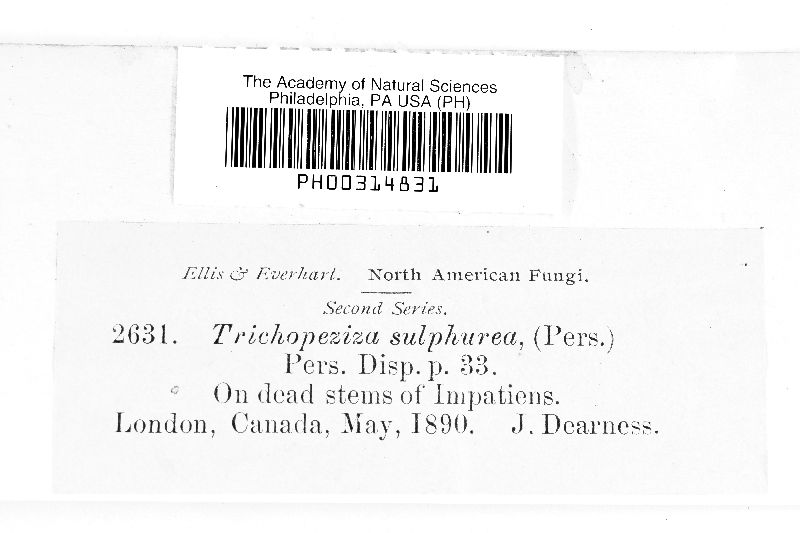 The Academy of Natural Sciences
Philadelphia, PA USA (PH)
PH00314831
Ellis & Everhart. North American Fungi.
Second Series.
2631. Trichopeziza sulphurea, (Pers.)
Pers. Disp. p. 33.
On dead stems of Impatiens.
London, Canada, May, 1890. J. Dearness.